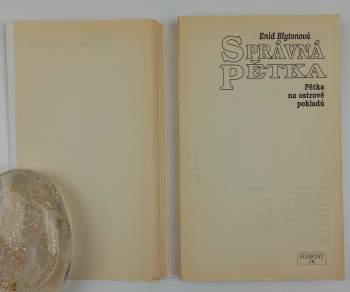 Enid Blytonová
SPRÁVNÁ
PĚTKA
Pětka
na ostrově
pokladů
EGMONT
ČR